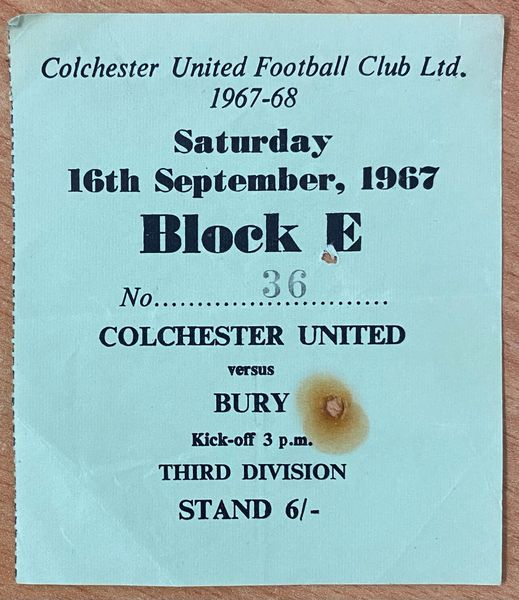 Colchester United Football Club Ltd.
1967-68
Saturday
16th September, 1967
Block E
No.......................... 36
COLCHESTER UNITED
versus
BURY
Kick-off 3 p.m.
THIRD DIVISION
STAND 6/-